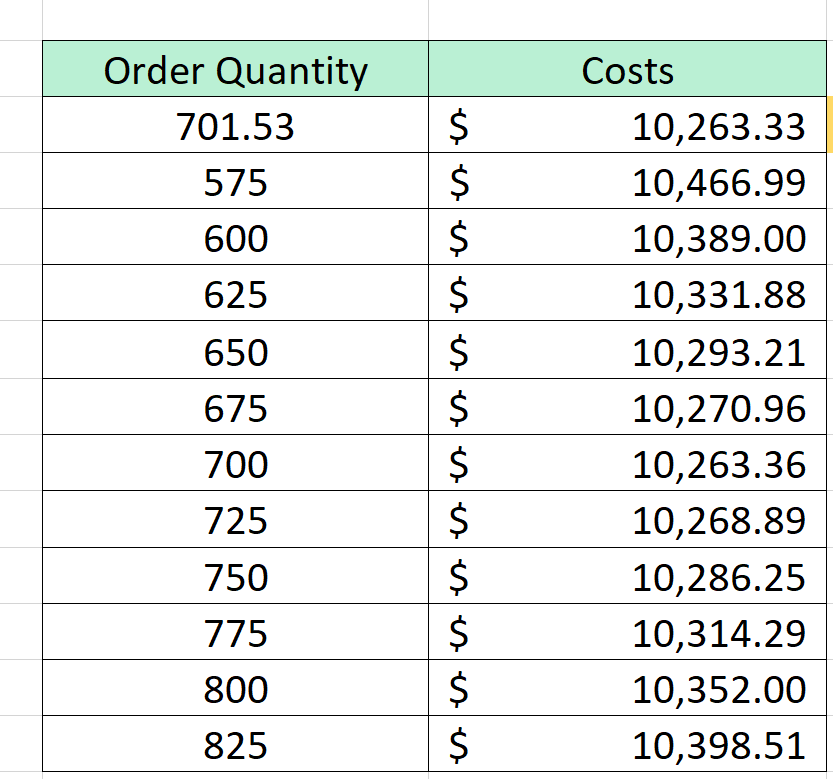 Order Quantity Costs
701.53 $ 10,263.33
575 $ 10,466.99
600 $ 10,389.00
625 $ 10,331.88
650 $ 10,293.21
675 $ 10,270.96
700 $ 10,263.36
725 $ 10,268.89
750 $ 10,286.25
775 $ 10,314.29
800 $ 10,352.00
825 $ 10,398.51